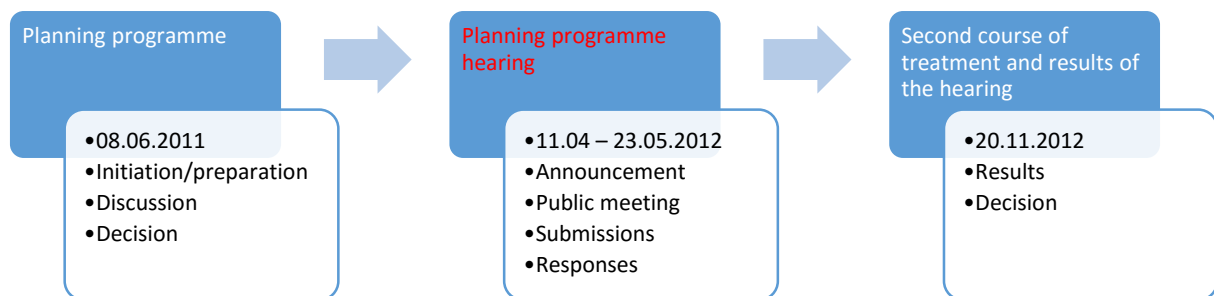 Planning programme
•08.06.2011
•Initiation/preparation
•Discussion
•Decision
Planning programme
hearing
•11.04 – 23.05.2012
•Announcement
•Public meeting
•Submissions
•Responses
Second course of
treatment and results of
the hearing
•20.11.2012
•Results
•Decision